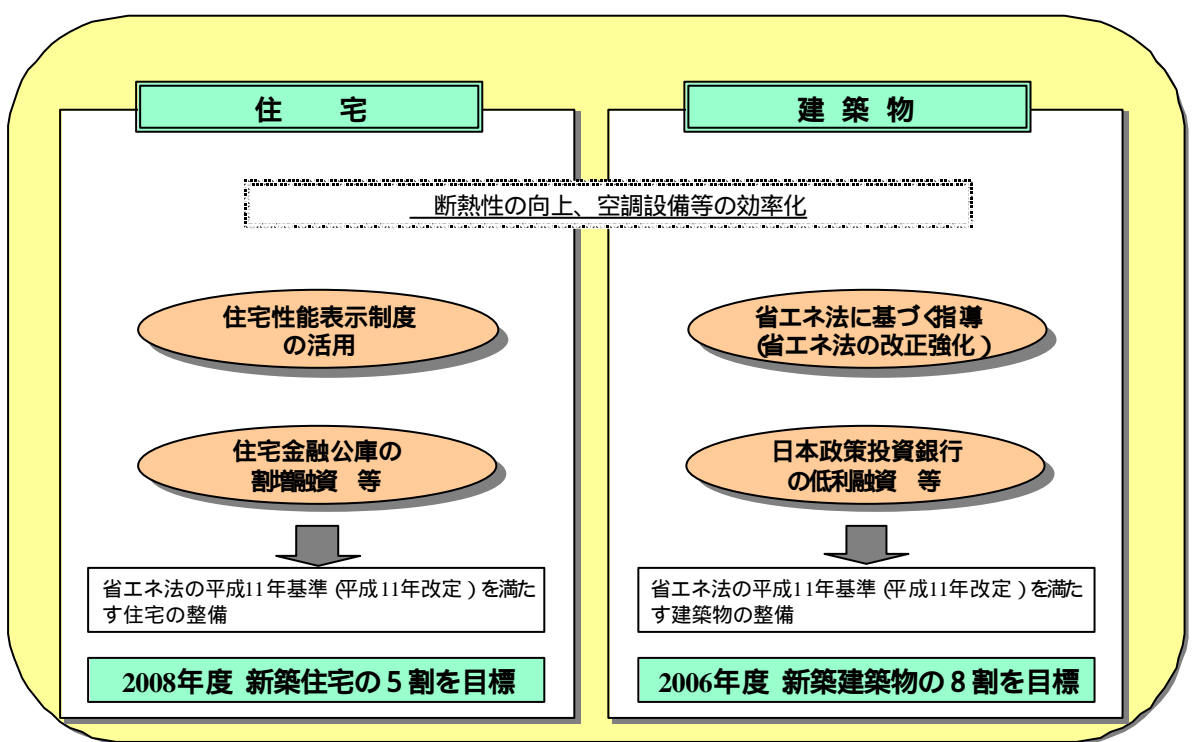 住 宅
断熱性の向上、空調設備等の効率化
住宅性能表示制度
の活用
住宅金融公庫の
割増融資 等
省エネ法の平成11年基準(平成11年改定)を満た
す住宅の整備
2008年度 新築住宅の5割を目標
建 築 物
省エネ法に基づく指導
(省エネ法の改正強化)
日本政策投資銀行
の低利融資 等
省エネ法の平成11年基準(平成11年改定)を満た
す建築物の整備
2006年度 新築建築物の8割を目標